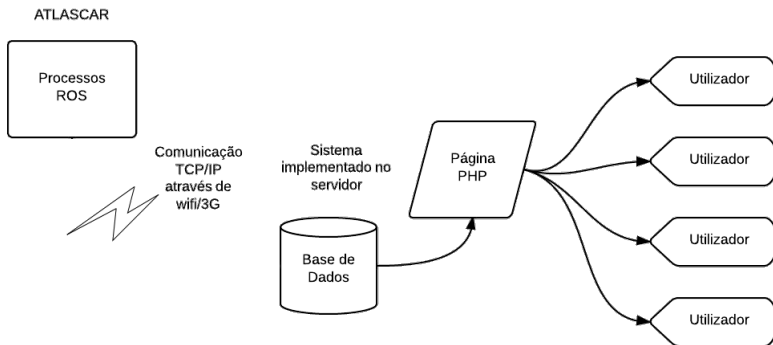 ATLASCAR
Processos
ROS
Comunicação
TCP/IP
através de
wifi/3G
Sistema
implementado no
servidor
Base de
Dados
Página
PHP
Utilizador
Utilizador
Utilizador
Utilizador